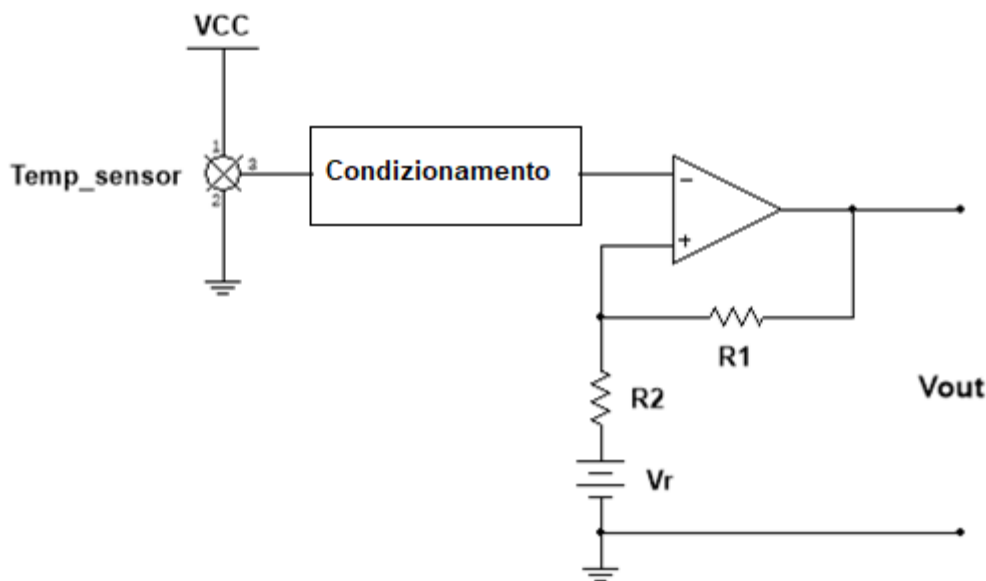 VCC
1
Temp_sensor
3
2
Condizionamento
−
+
R1
R2
Vout
Vr